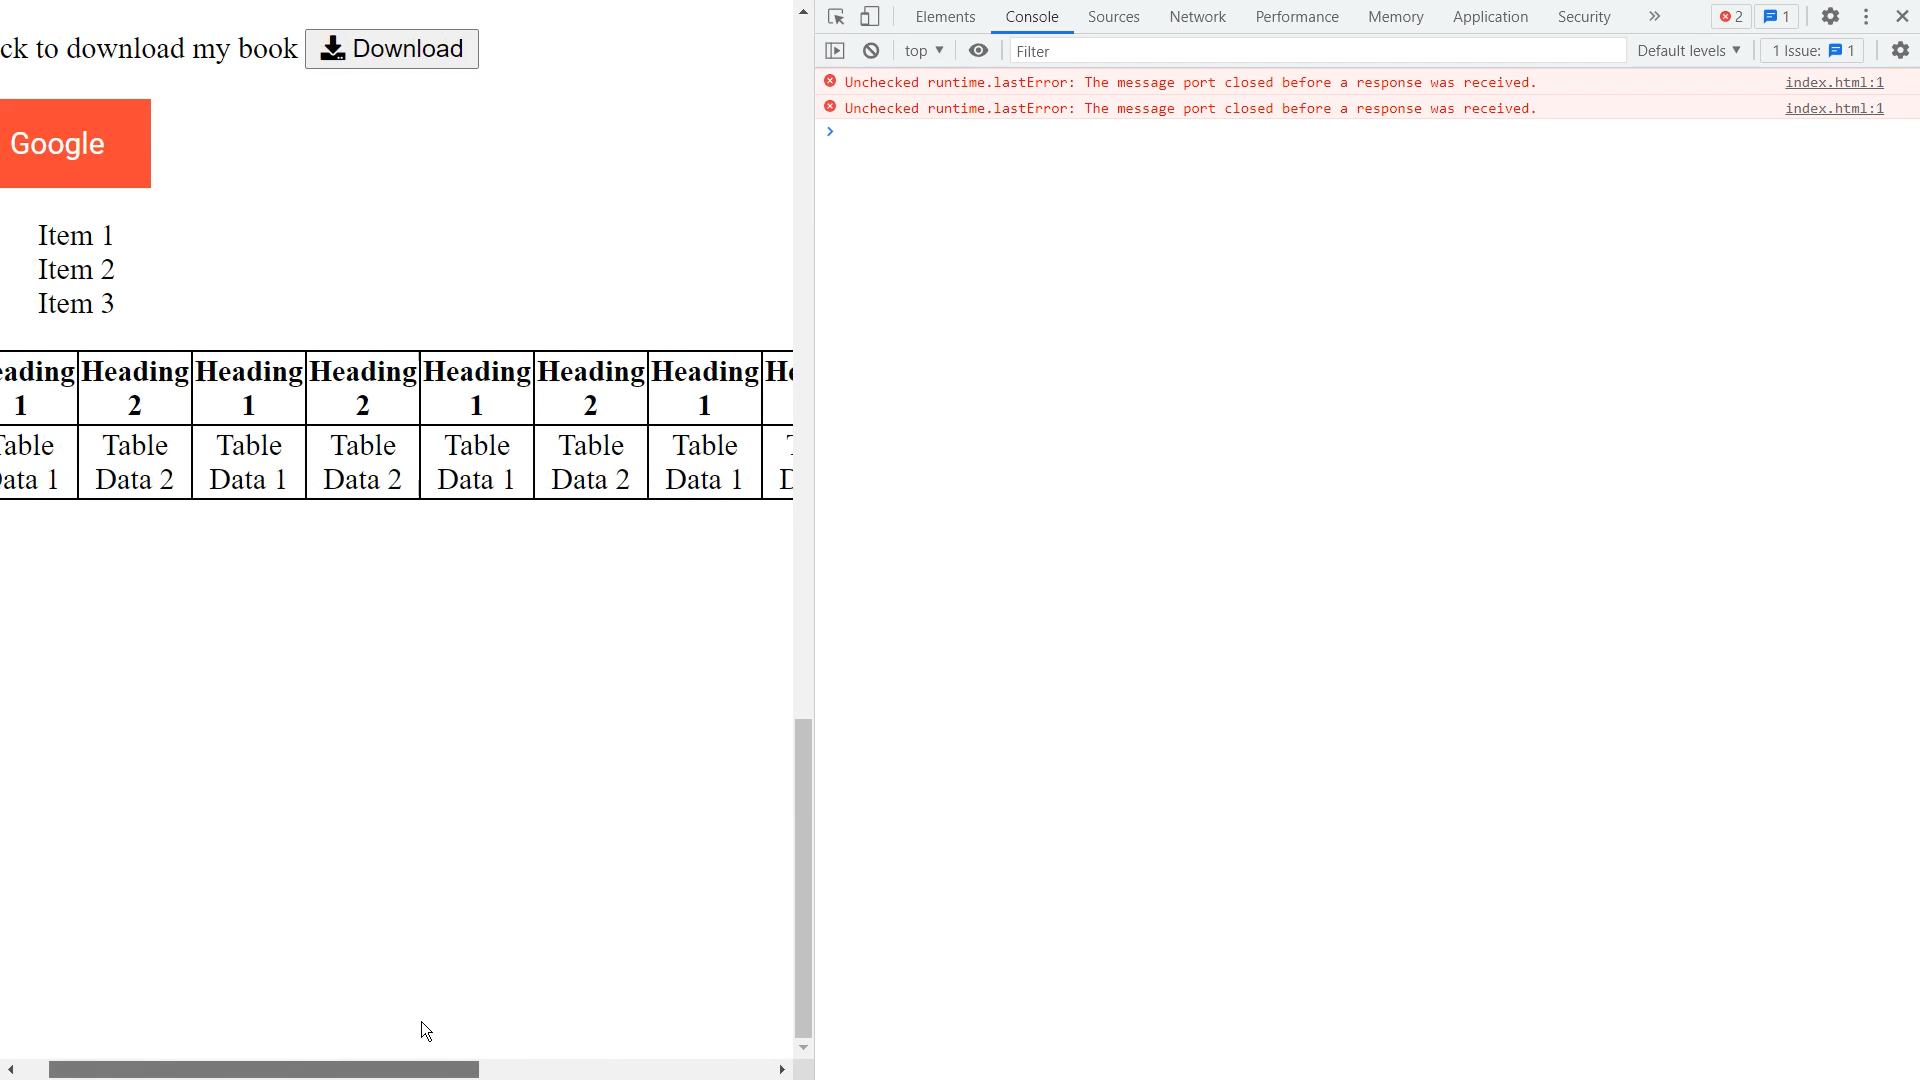 ck to download my book Download
Google
Item 1
Item 2
Item 3
eading 1 Heading 2 Heading 1 Heading 2 Heading 1 Heading 2 Heading 1 He
Table Data 1 Table Data 2 Table Data 1 Table Data 2 Table Data 1 Table Data 2 Table Data 1
Elements Console Sources Network Performance Memory Application Security » 2 1
top Filter Default levels 1 Issue: 1
Unchecked runtime.lastError: The message port closed before a response was received. index.html:1
Unchecked runtime.lastError: The message port closed before a response was received. index.html:1